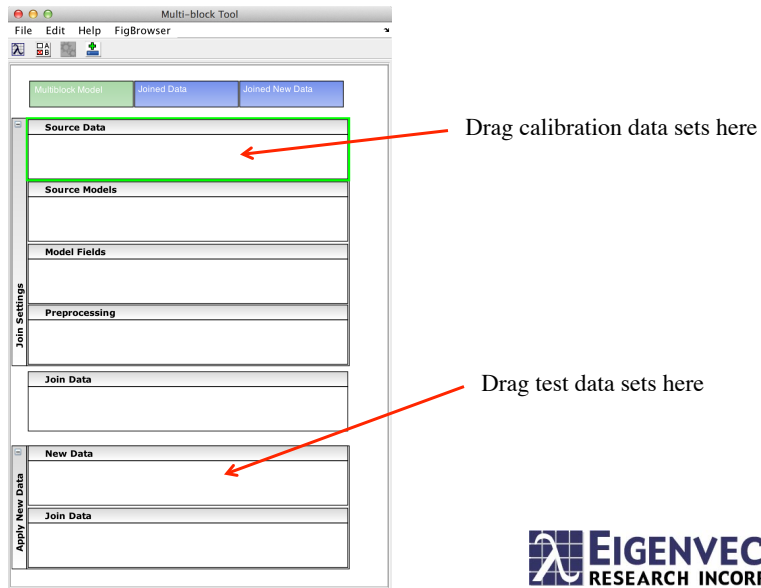 Multi-block Tool
File Edit Help FigBrowser
Multiblock Model Joined Data Joined New Data
Source Data
Drag calibration data sets here
Source Models
Model Fields
Join Settings
Preprocessing
Join Data
Drag test data sets here
New Data
Apply New Data
Join Data
EIGENVEC
RESEARCH INCORP